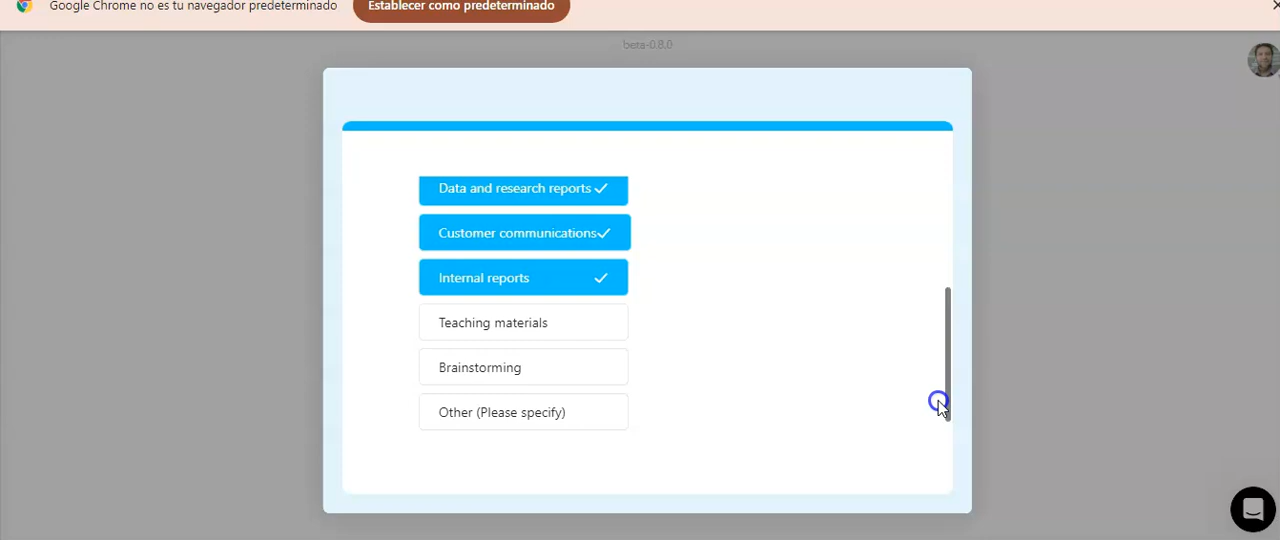 Google Chrome no es tu navegador predeterminado
Establecer como predeterminado
beta-0.8.0
Data and research reports
Customer communications
Internal reports
Teaching materials
Brainstorming
Other (Please specify)